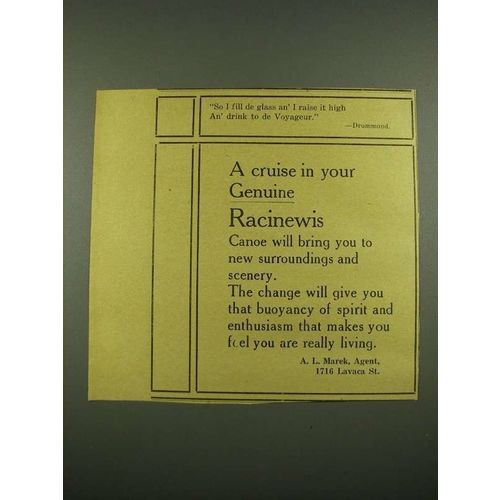 "So I fill de glass an' I raise it high
An' drink to de Voyageur."
—Drummond.
A cruise in your
Genuine
Racinewis
Canoe will bring you to
new surroundings and
scenery.
The change will give you
that buoyancy of spirit and
enthusiasm that makes you
feel you are really living.
A. L. Marek, Agent,
1716 Lavaca St.